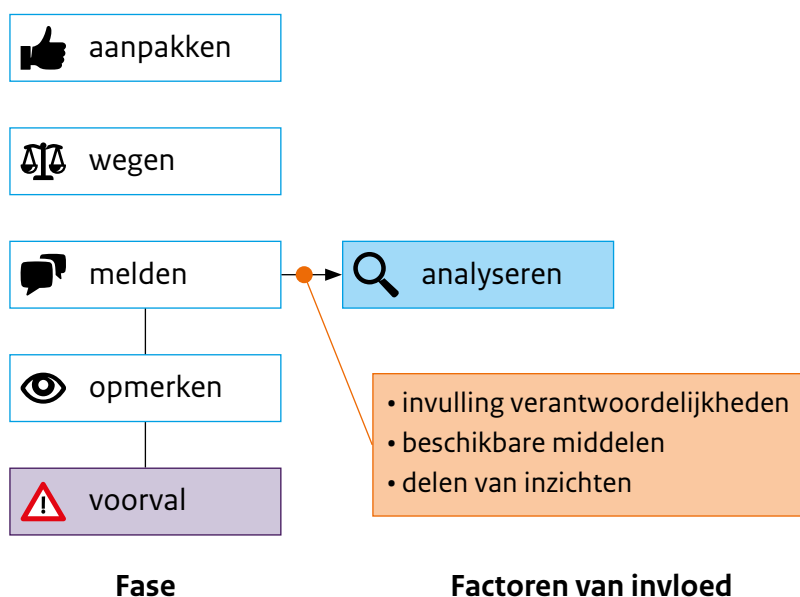 aanpakken
wegen
melden
analyseren
opmerken
• invulling verantwoordelijkheden
• beschikbare middelen
• delen van inzichten
voorval
Fase
Factoren van invloed